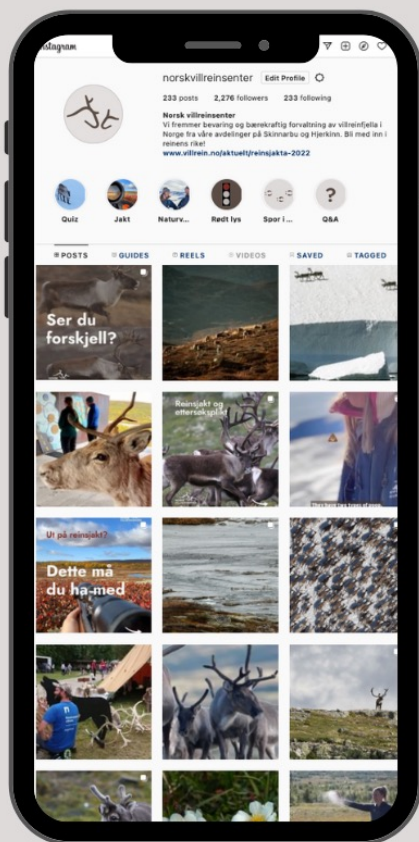 Instagram
norskvillreinsenter Edit Profile
233 posts 2,276 followers 233 following
Norsk villreinsenter
Vi fremmer bevaring og bærekraftig forvaltning av villreinfjella i
Norge fra våre avdelinger på Skinnarbu og Hjerkinn. Bli med inn i
reinens rike!
www.villrein.no/aktuelt/reinsjakta-2022
Quiz Jakt Naturv... Rødt lys Spor i ... Q&A
?
POSTS GUIDES REELS VIDEOS SAVED TAGGED
Ser du
forskjell?
Reinsjakt og
ettersøksplikt
Ut på reinsjakt?
Dette må
du ha med